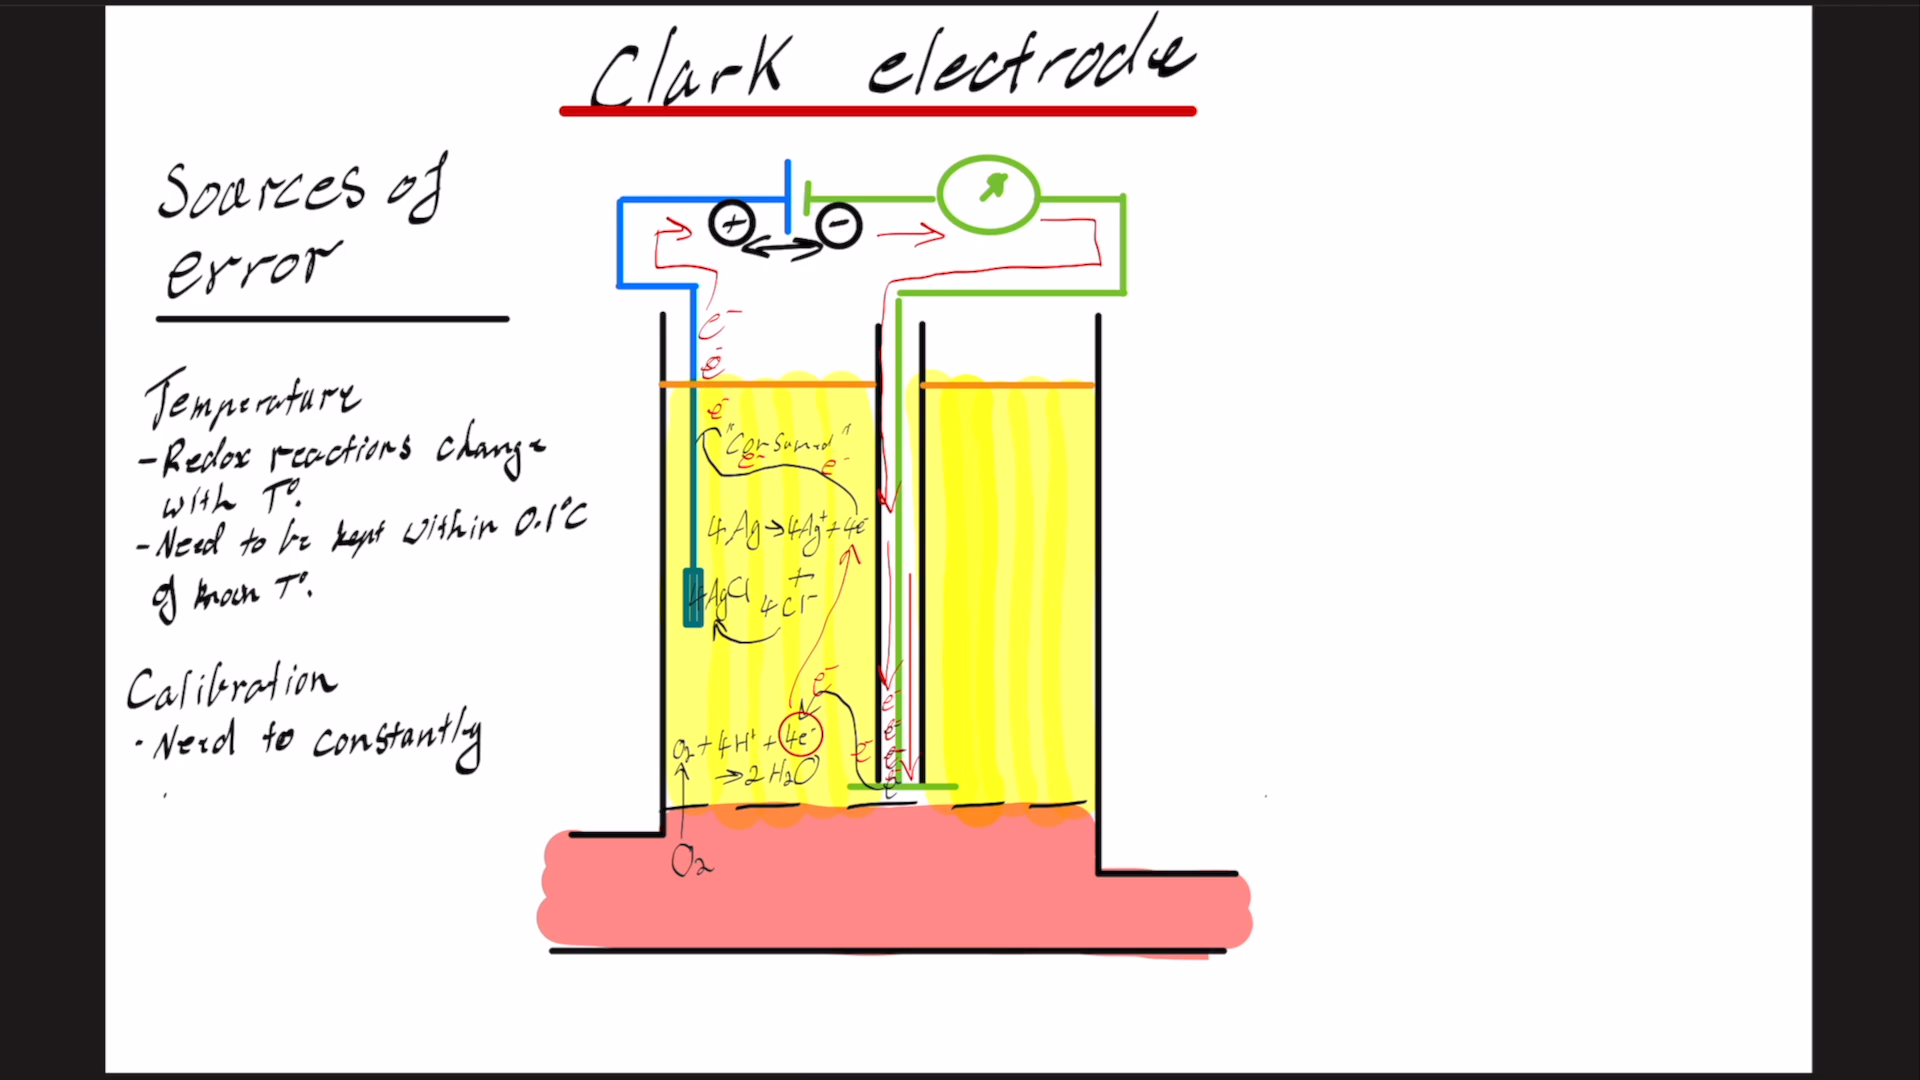 Clark electrode
Sources of
error
Temperature
- Redox reactions change
with T°.
- Need to be kept within 0.1°C
of known T°.
Calibration
· Need to constantly
+
-
e⁻
e⁻
e⁻
"Consumed"
e⁻ e⁻
4Ag → 4Ag⁺ + 4e⁻
+
4AgCl 4Cl⁻
e⁻
O₂ + 4H⁺ + 4e⁻
→ 2H₂O
e⁻
e⁻
e⁻
e⁻
e⁻
O₂